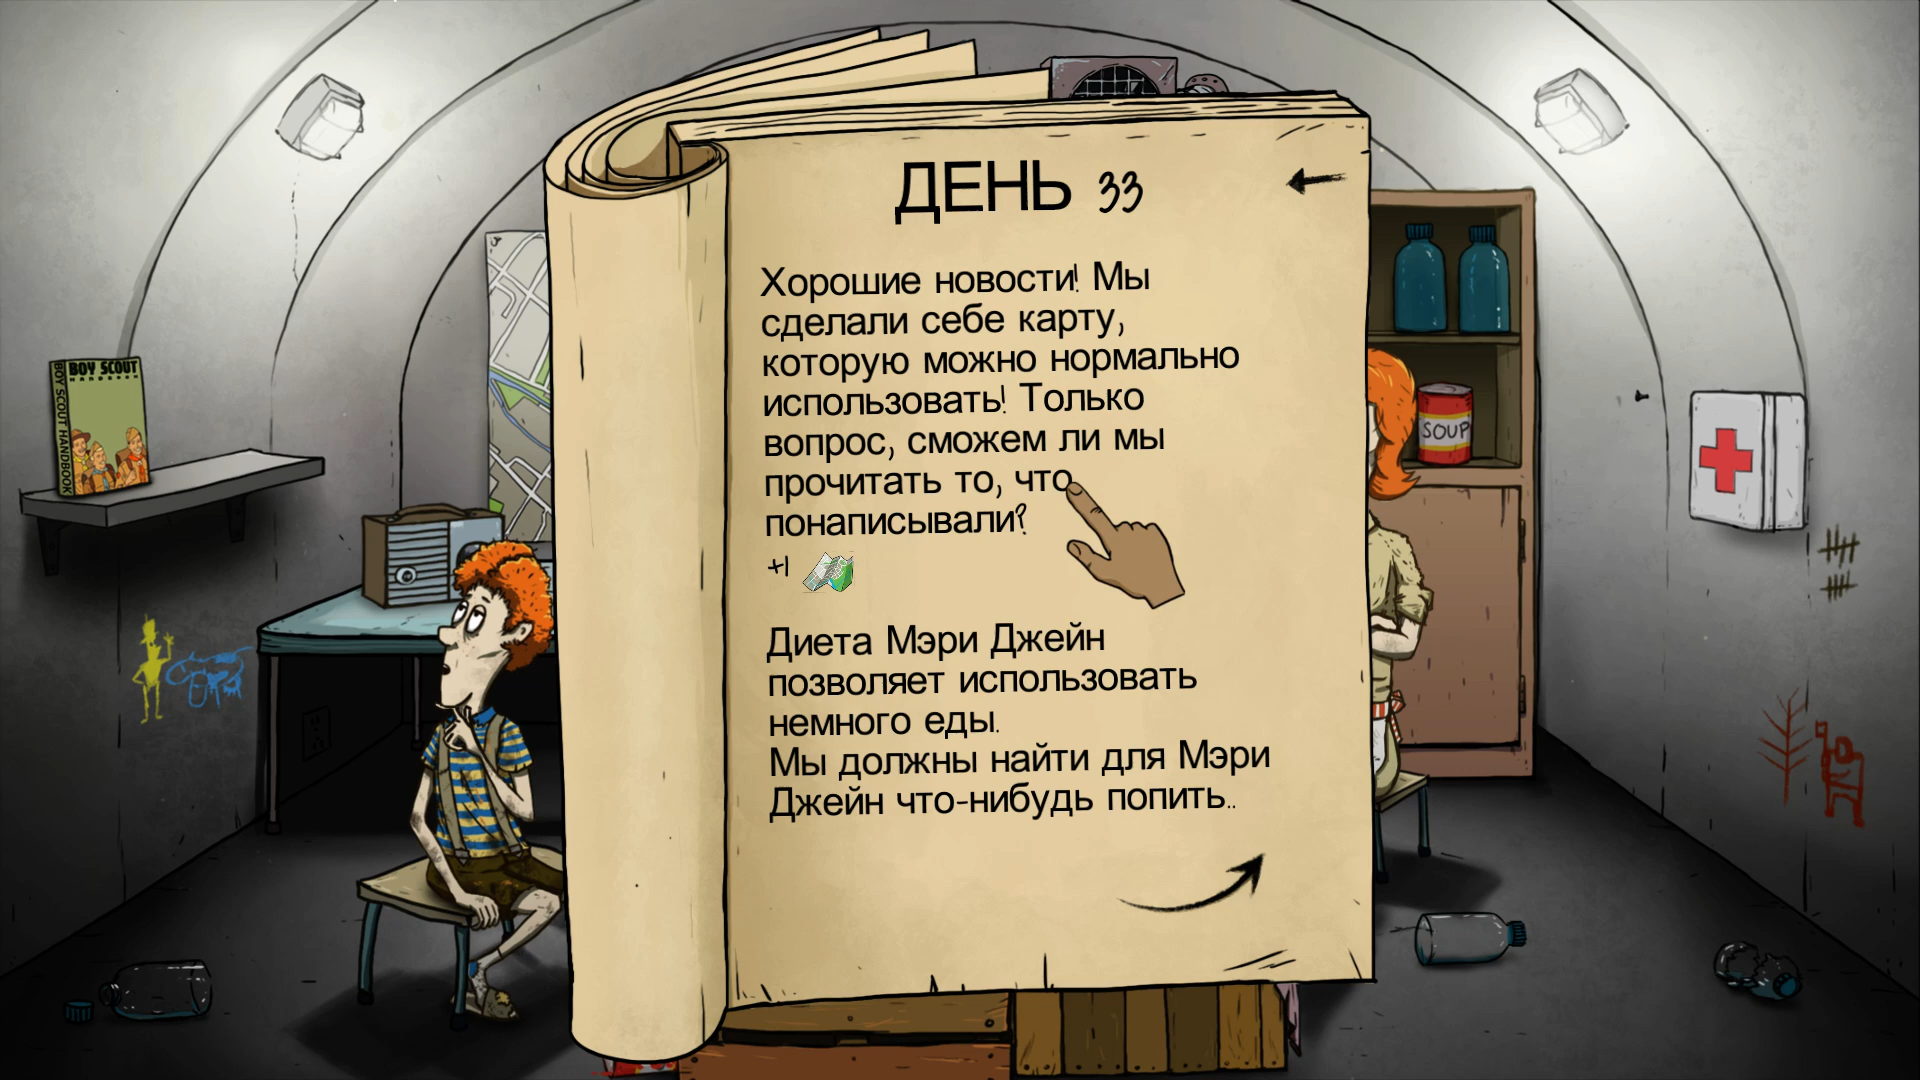 ДЕНЬ 33
Хорошие новости! Мы
сделали себе карту,
которую можно нормально
использовать! Только
вопрос, сможем ли мы
прочитать то, что
понаписывали?
+1
Диета Мэри Джейн
позволяет использовать
немного еды.
Мы должны найти для Мэри
Джейн что-нибудь попить..
BOY SCOUT
HANDBOOK
BOY SCOUT HANDBOOK
SOUP